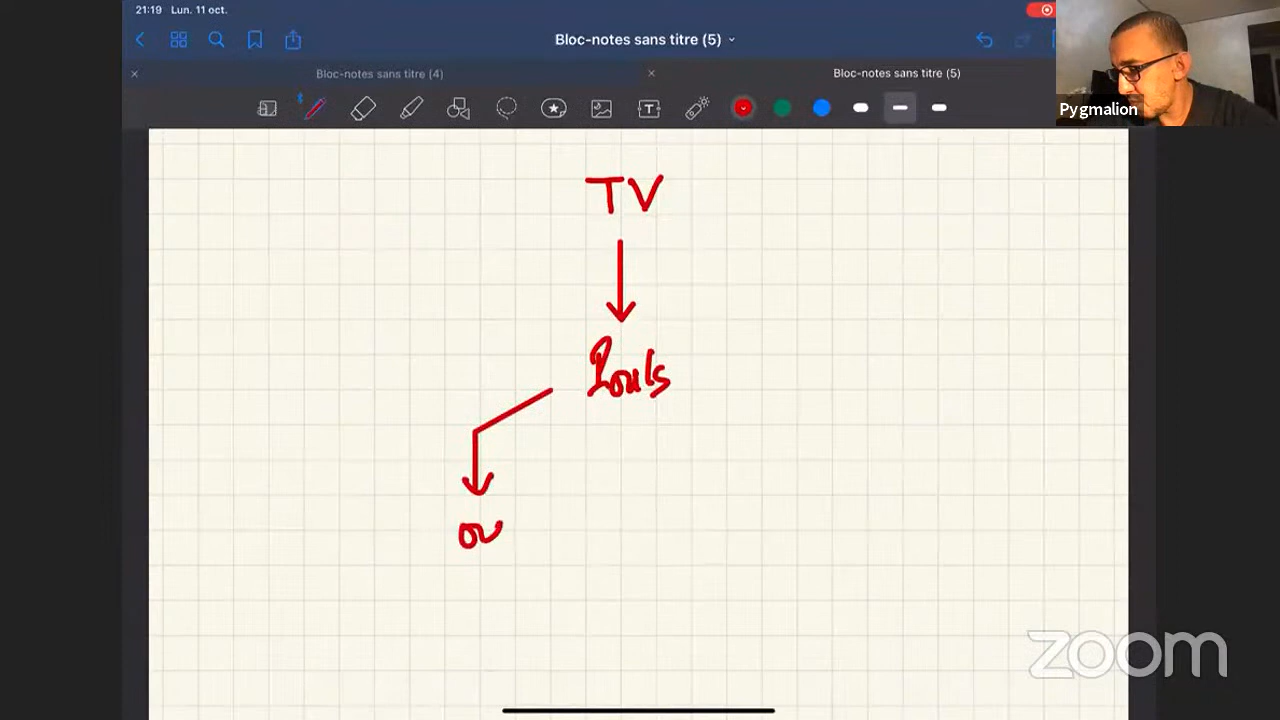 21:19 Lun. 11 oct.
Bloc-notes sans titre (5)
Bloc-notes sans titre (4)
Bloc-notes sans titre (5)
Pygmalion
TV
Pouls
ou
zoom